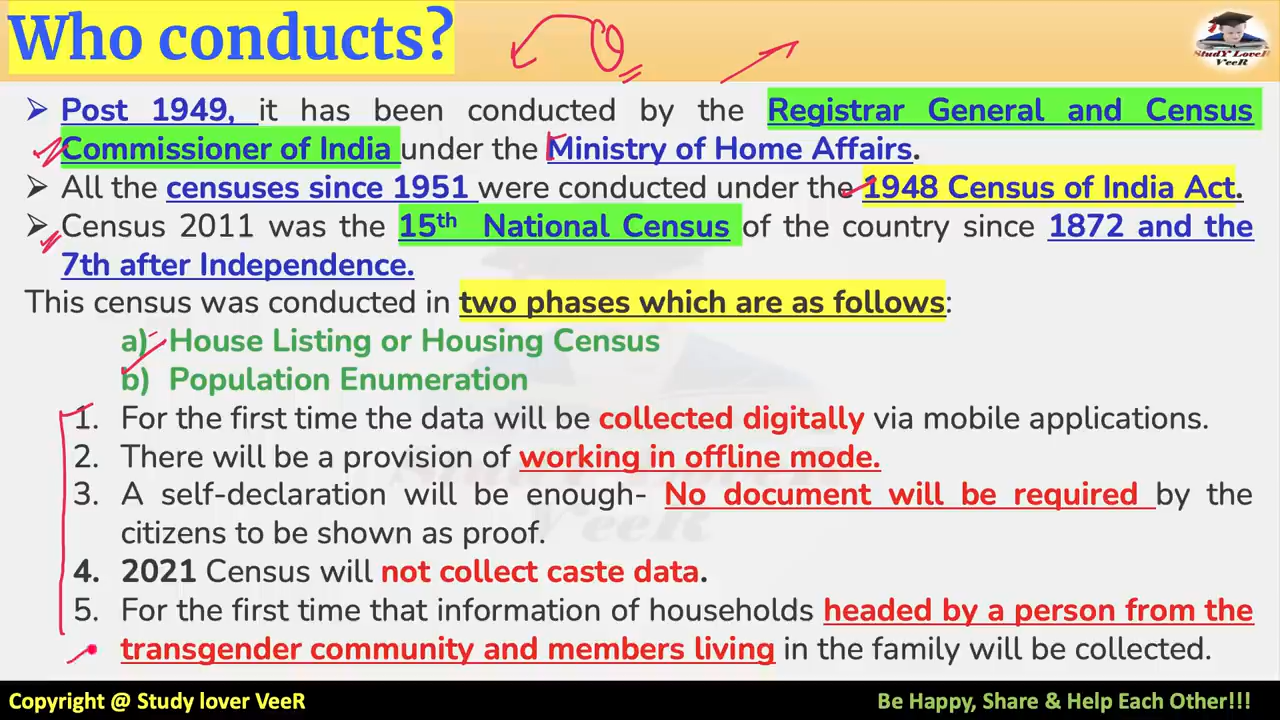 Who conducts?
StudY LoveR
VeeR
➢ Post 1949, it has been conducted by the Registrar General and Census
Commissioner of India under the Ministry of Home Affairs.
➢ All the censuses since 1951 were conducted under the 1948 Census of India Act.
➢ Census 2011 was the 15th National Census of the country since 1872 and the
7th after Independence.
This census was conducted in two phases which are as follows:
a) House Listing or Housing Census
b) Population Enumeration
1. For the first time the data will be collected digitally via mobile applications.
2. There will be a provision of working in offline mode.
3. A self-declaration will be enough- No document will be required by the
citizens to be shown as proof.
4. 2021 Census will not collect caste data.
5. For the first time that information of households headed by a person from the
transgender community and members living in the family will be collected.
StudY LoveR
VeeR
Copyright @ Study lover VeeR
Be Happy, Share & Help Each Other!!!